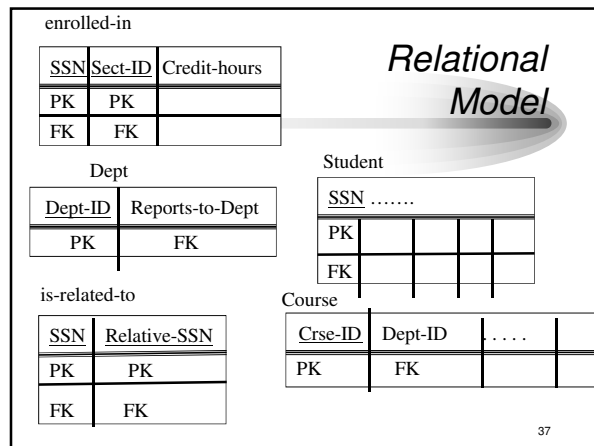 enrolled-in
SSN Sect-ID Credit-hours
PK PK
FK FK
Relational
Model
Dept
Dept-ID Reports-to-Dept
PK FK
Student
SSN .......
PK
FK
is-related-to
SSN Relative-SSN
PK PK
FK FK
Course
Crse-ID Dept-ID .....
PK FK
37